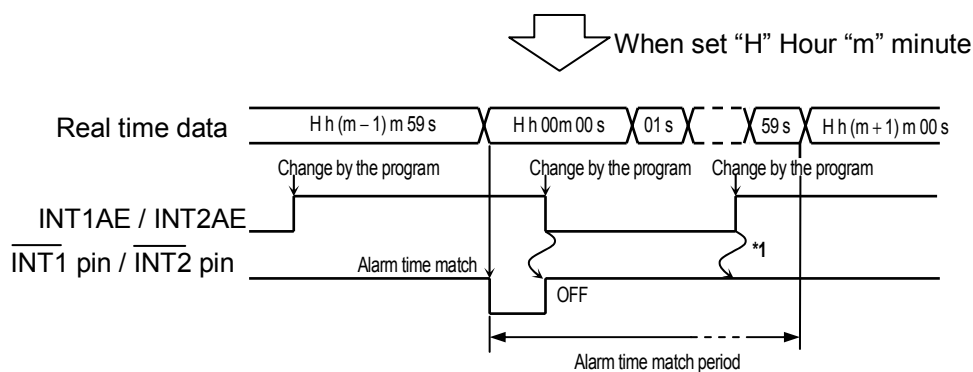 When set “H” Hour “m” minute
Real time data
H h (m − 1) m 59 s
H h 00m 00 s
01 s
59 s
H h (m + 1) m 00 s
Change by the program
Change by the program
Change by the program
INT1AE / INT2AE
INT1 pin / INT2 pin
Alarm time match
OFF
*1
Alarm time match period